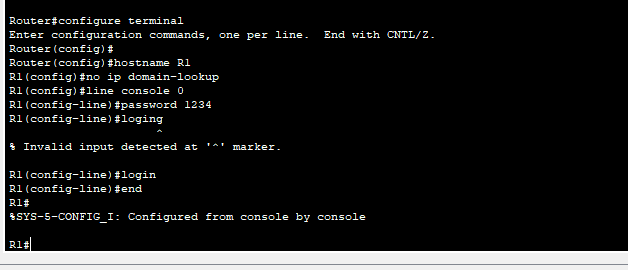 Router#configure terminal
Enter configuration commands, one per line.  End with CNTL/Z.
Router(config)#
Router(config)#hostname R1
R1(config)#no ip domain-lookup
R1(config)#line console 0
R1(config-line)#password 1234
R1(config-line)#loging
^
% Invalid input detected at '^' marker.
R1(config-line)#login
R1(config-line)#end
R1#
%SYS-5-CONFIG_I: Configured from console by console
R1#